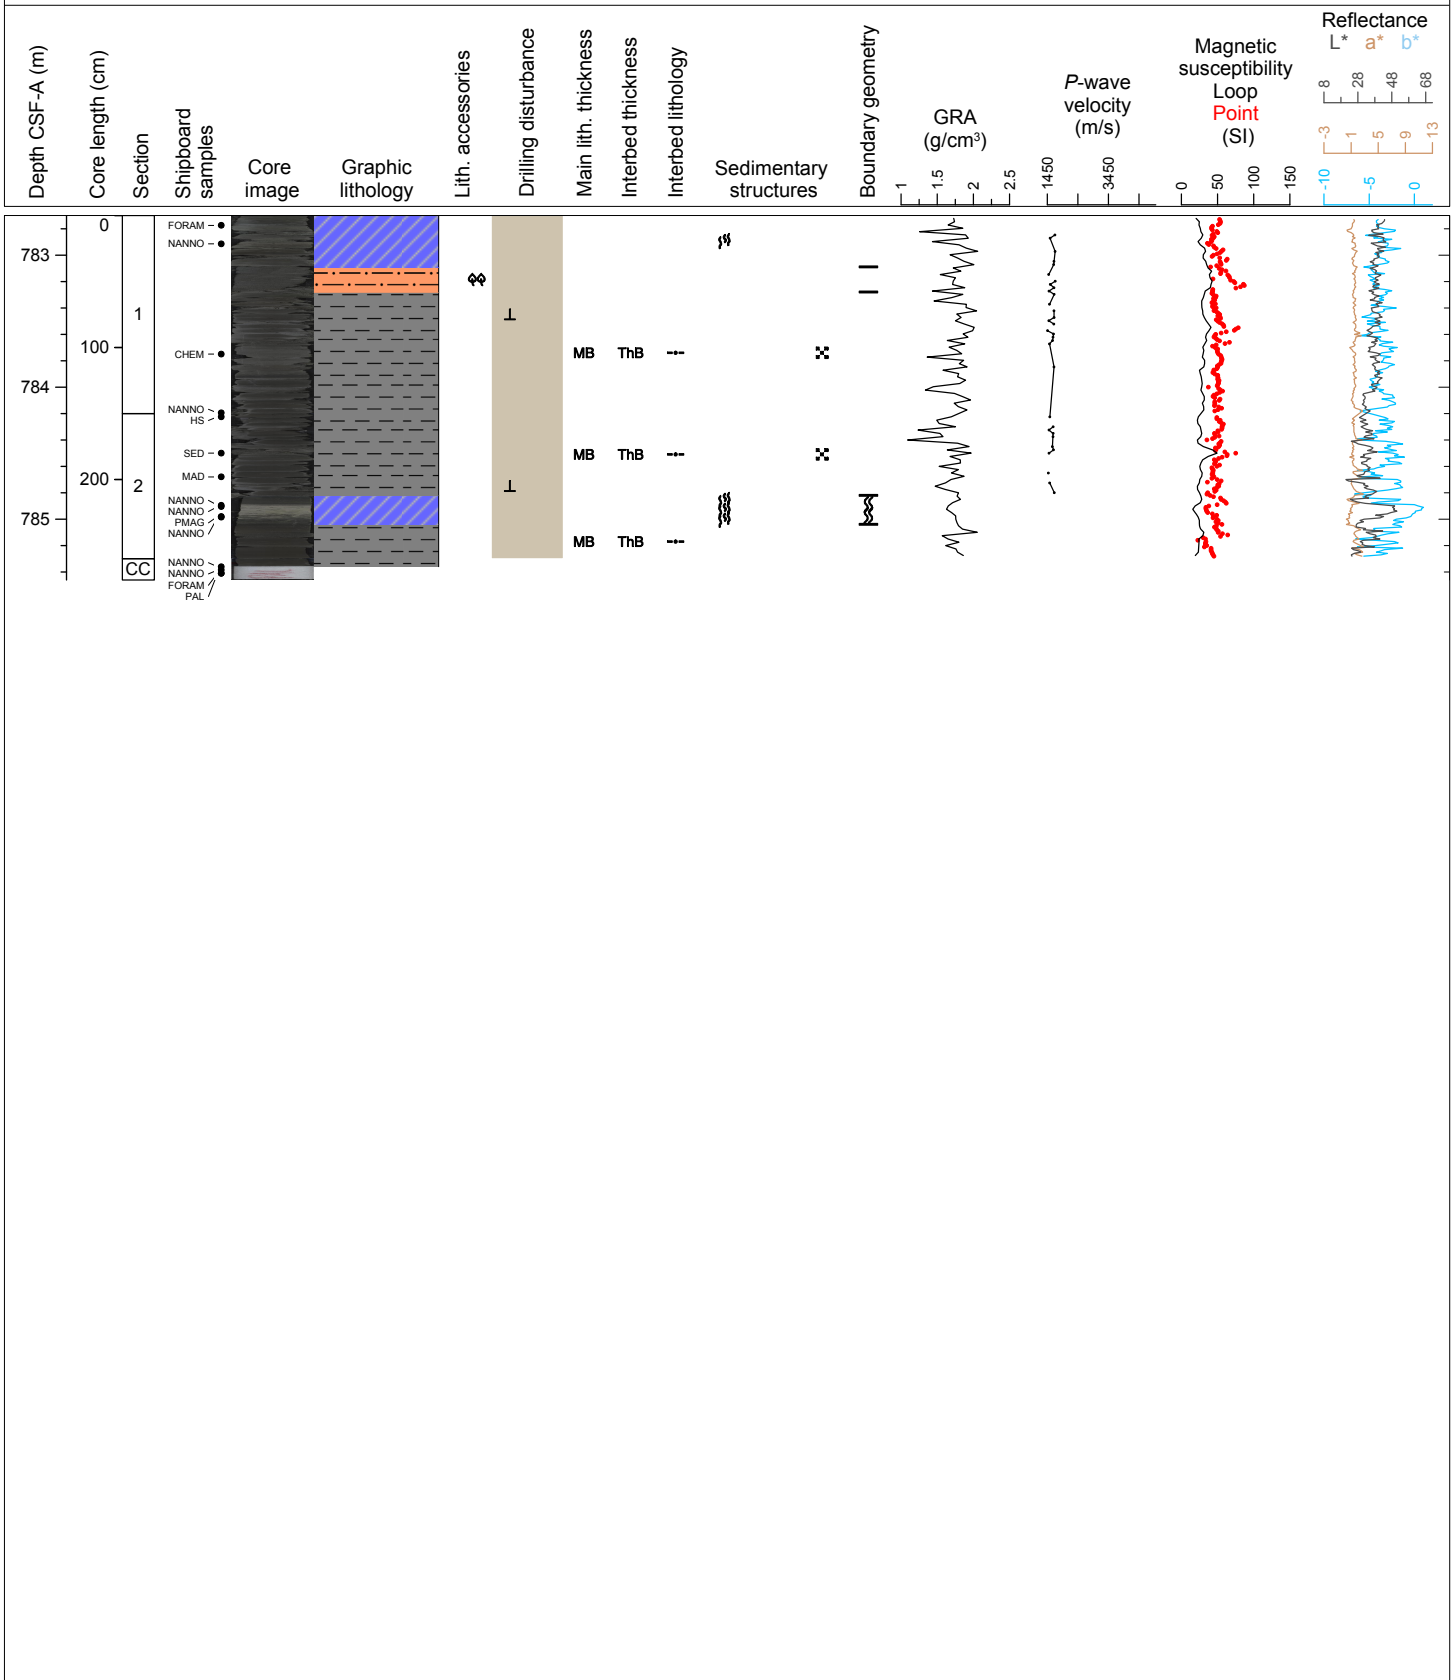 Depth CSF-A (m)
Core length (cm)
Section
Shipboard
samples
Core
image
Graphic
lithology
Lith. accessories
Drilling disturbance
Main lith. thickness
Interbed thickness
Interbed lithology
Sedimentary
structures
Boundary geometry
GRA
(g/cm³)
1
1.5
2
2.5
P-wave
velocity
(m/s)
1450
3450
Magnetic
susceptibility
Loop
Point
(SI)
0
50
100
150
Reflectance
L* a* b*
8
28
48
68
-3
1
5
9
13
-10
-5
0
783
784
785
0
100
200
1
2
CC
FORAM
NANNO
CHEM
NANNO
HS
SED
MAD
NANNO
NANNO
PMAG
NANNO
NANNO
NANNO
FORAM
PAL
MB ThB
MB ThB
MB ThB